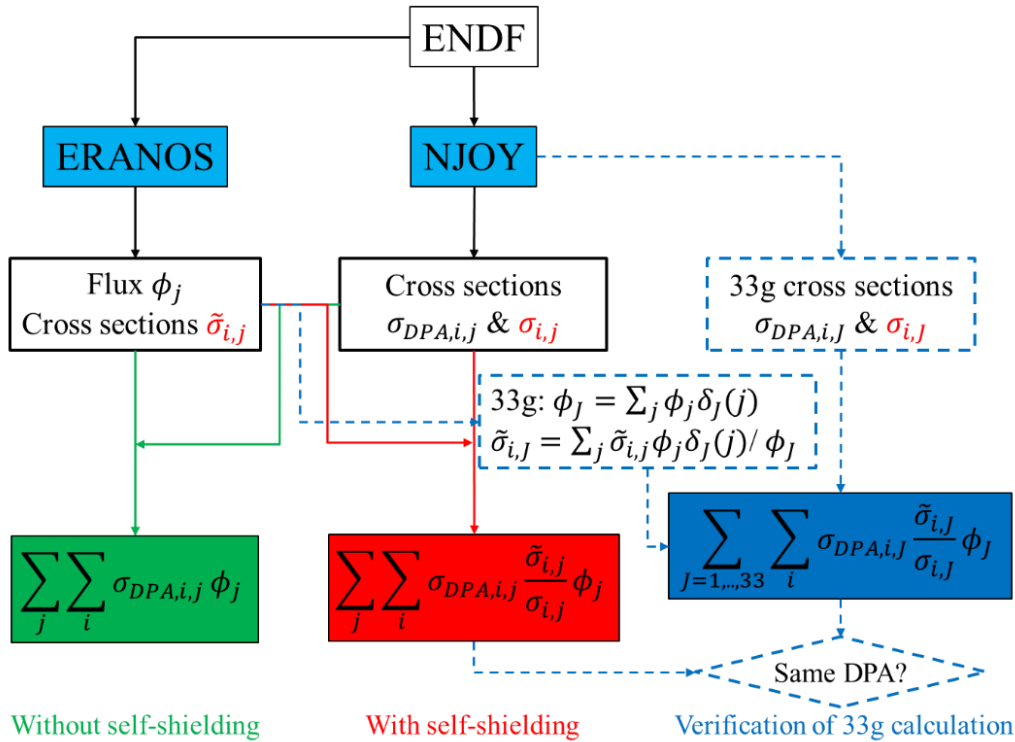 ENDF
ERANOS
NJOY
Flux ϕ_j
Cross sections σ̃_{i,j}
Cross sections
σ_{DPA,i,j} & σ_{i,j}
33g cross sections
σ_{DPA,i,J} & σ_{i,J}
33g: ϕ_J = ∑_j ϕ_j δ_J(j)
σ̃_{i,J} = ∑_j σ̃_{i,j} ϕ_j δ_J(j) / ϕ_J
∑_j ∑_i σ_{DPA,i,j} ϕ_j
∑_j ∑_i σ_{DPA,i,j} σ̃_{i,j}/σ_{i,j} ϕ_j
∑_{J=1,..,33} ∑_i σ_{DPA,i,J} σ̃_{i,J}/σ_{i,J} ϕ_J
Same DPA?
Without self-shielding
With self-shielding
Verification of 33g calculation